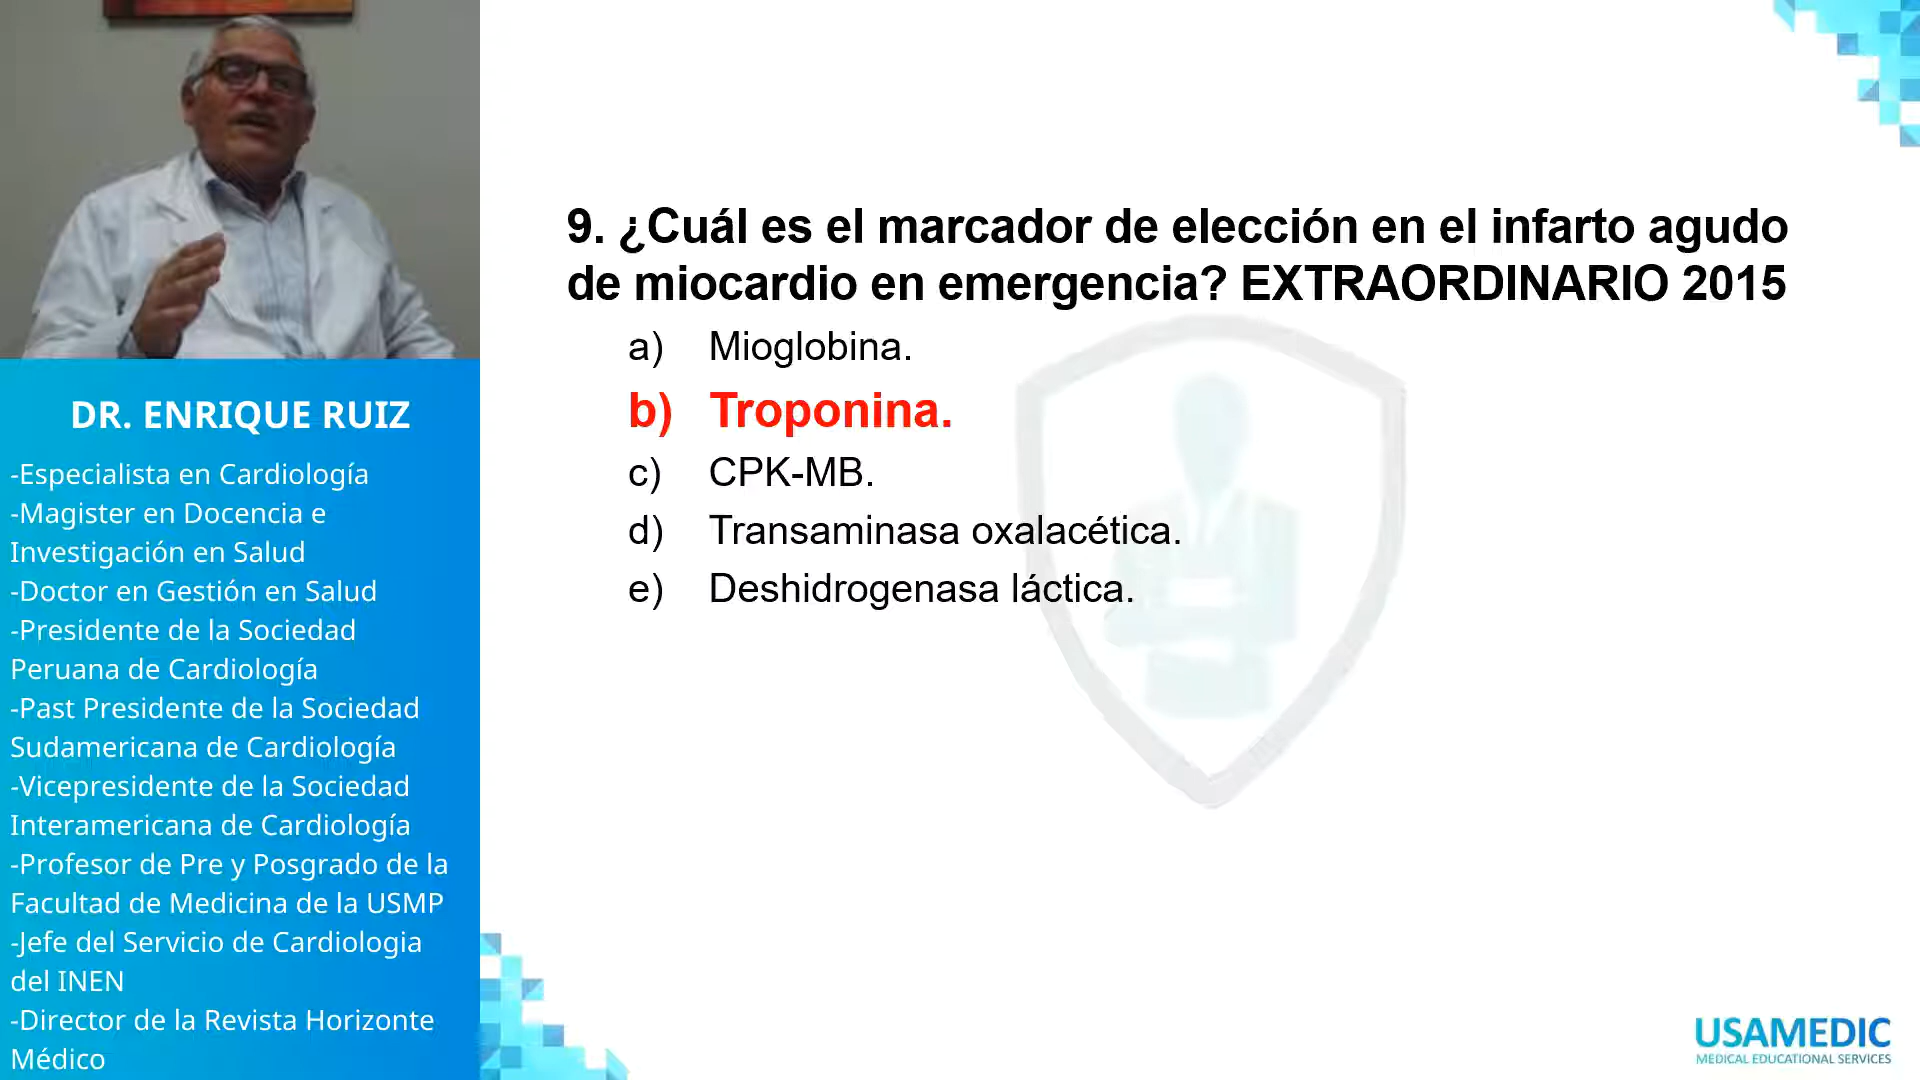 DR. ENRIQUE RUIZ
-Especialista en Cardiología
-Magister en Docencia e
Investigación en Salud
-Doctor en Gestión en Salud
-Presidente de la Sociedad
Peruana de Cardiología
-Past Presidente de la Sociedad
Sudamericana de Cardiología
-Vicepresidente de la Sociedad
Interamericana de Cardiología
-Profesor de Pre y Posgrado de la
Facultad de Medicina de la USMP
-Jefe del Servicio de Cardiologia
del INEN
-Director de la Revista Horizonte
Médico
9. ¿Cuál es el marcador de elección en el infarto agudo
de miocardio en emergencia? EXTRAORDINARIO 2015
a) Mioglobina.
b) Troponina.
c) CPK-MB.
d) Transaminasa oxalacética.
e) Deshidrogenasa láctica.
USAMEDIC
MEDICAL EDUCATIONAL SERVICES